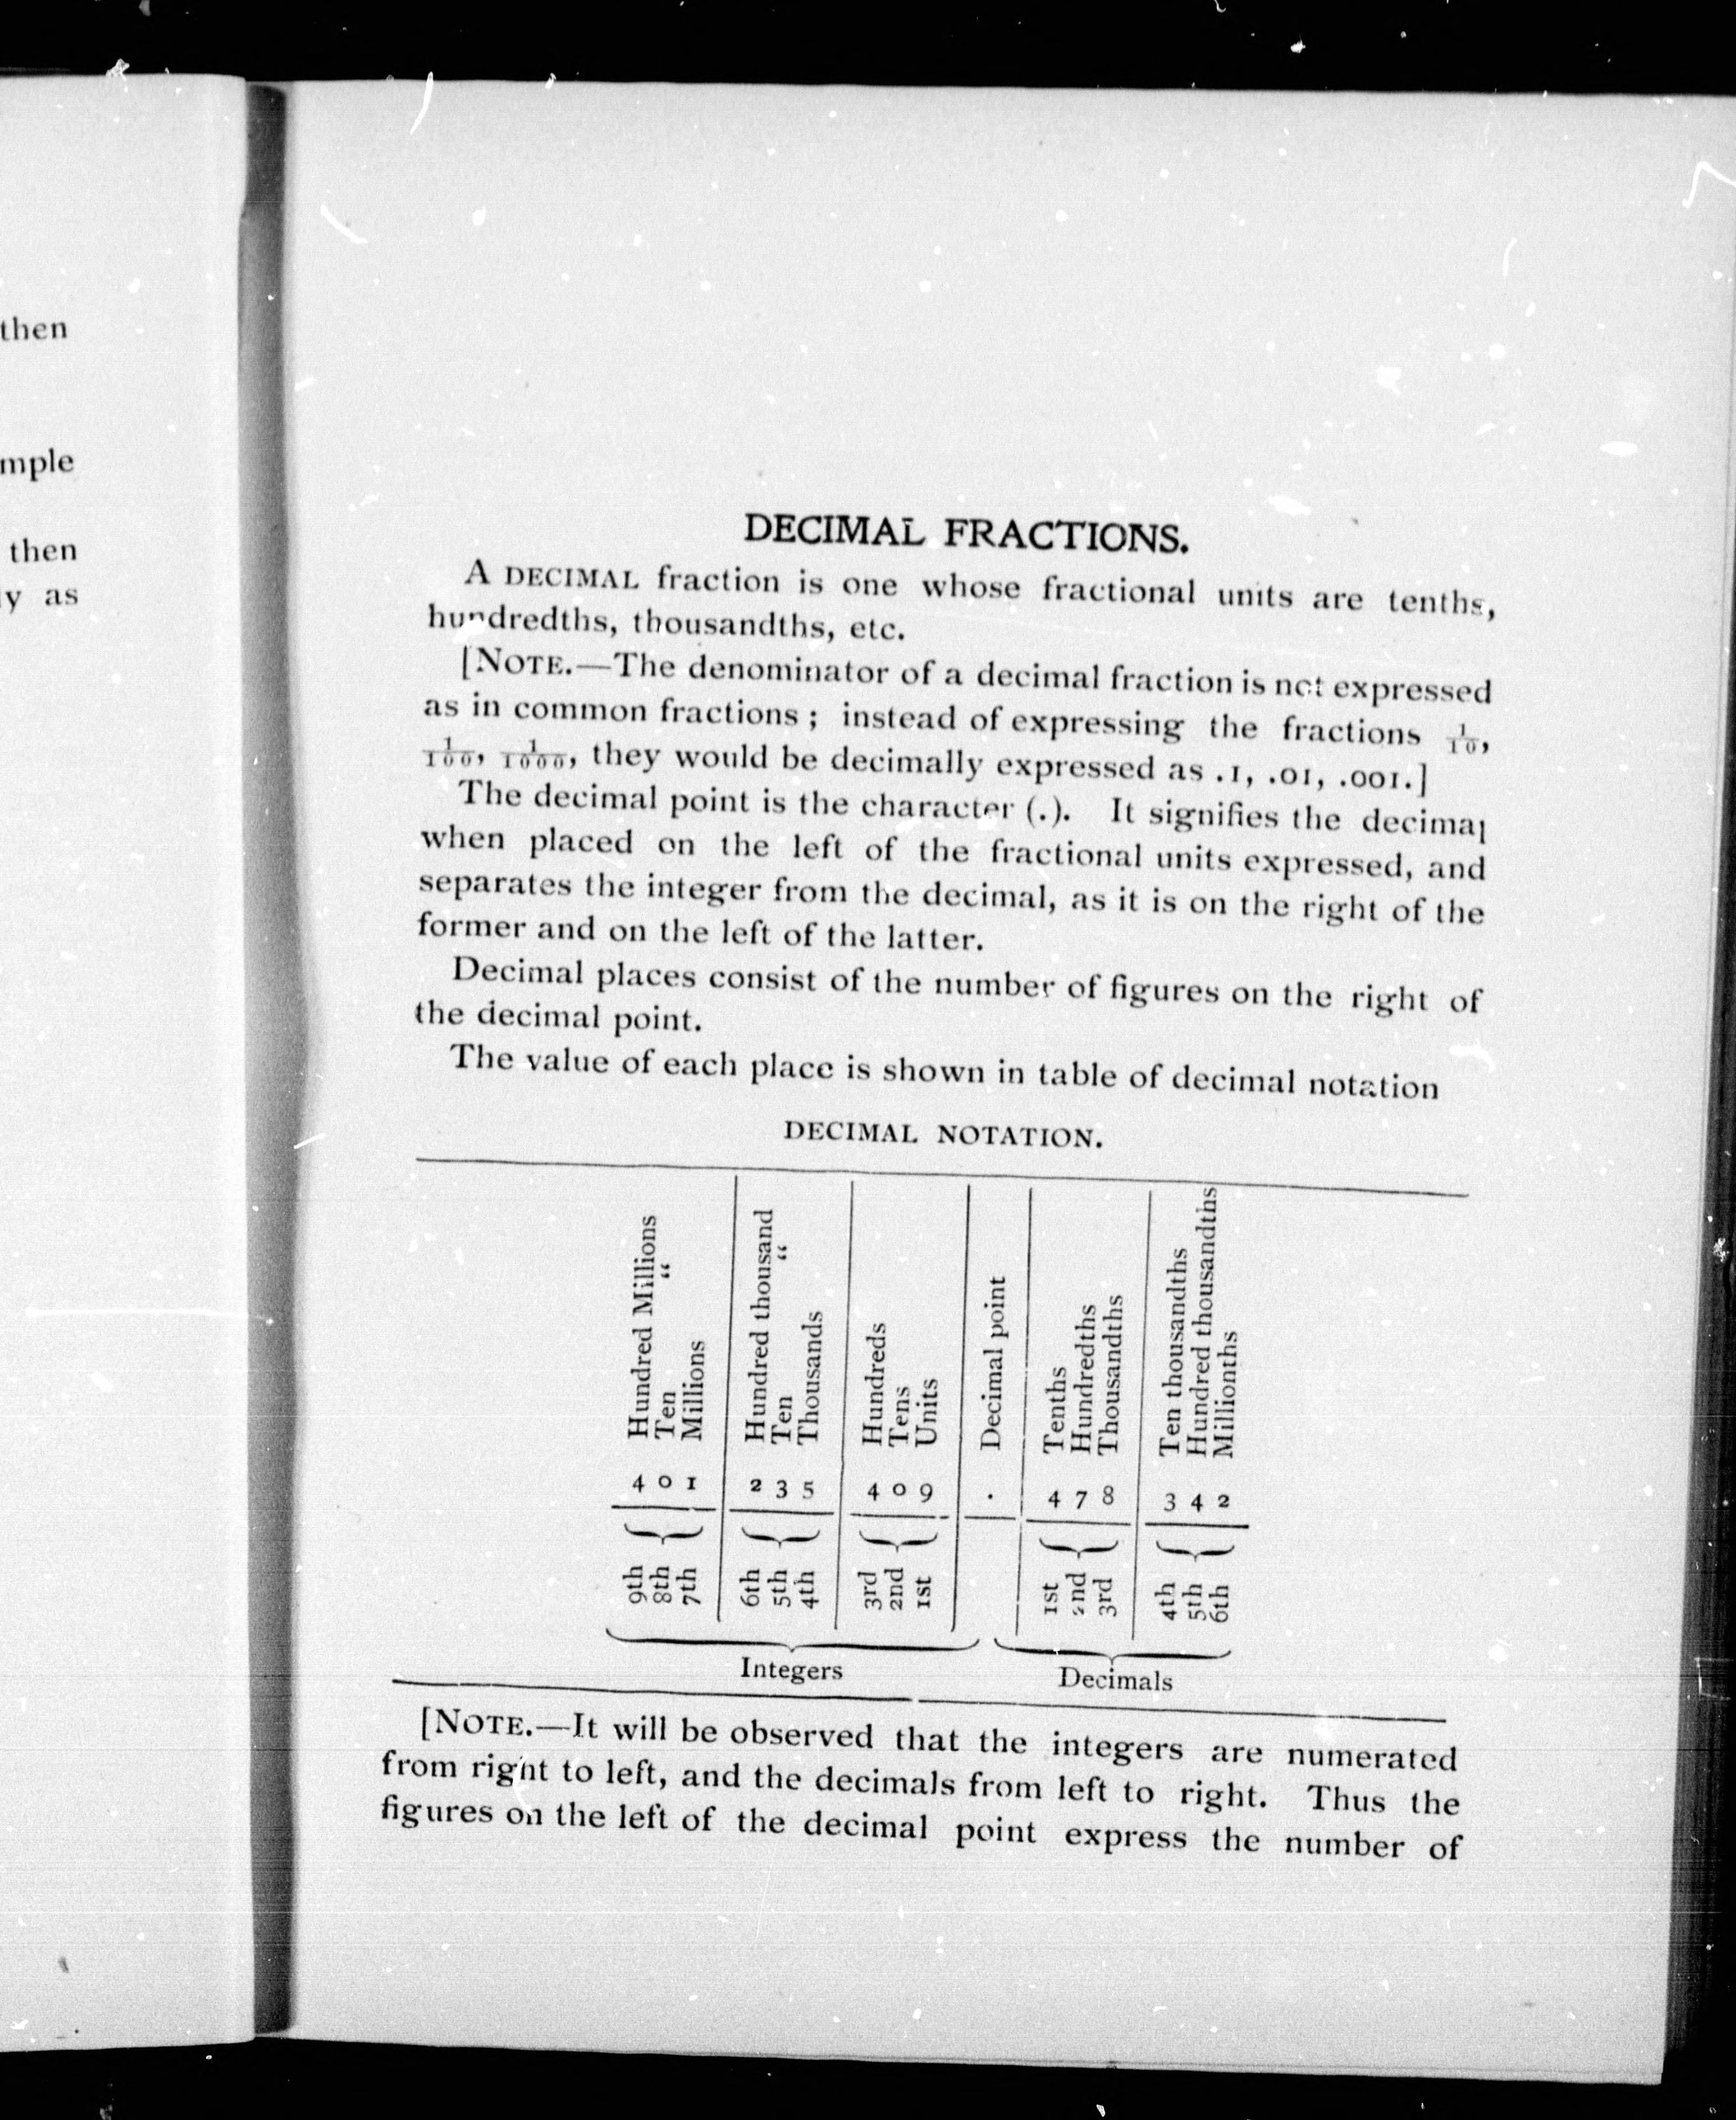 then
mple
then
ly as
DECIMAL FRACTIONS.
A DECIMAL fraction is one whose fractional units are tenths,
hundredths, thousandths, etc.
[NOTE.—The denominator of a decimal fraction is not expressed
as in common fractions ; instead of expressing the fractions 1/10,
1/100, 1/1000, they would be decimally expressed as .1, .01, .001.]
The decimal point is the character (.). It signifies the decimal
when placed on the left of the fractional units expressed, and
separates the integer from the decimal, as it is on the right of the
former and on the left of the latter.
Decimal places consist of the number of figures on the right of
the decimal point.
The value of each place is shown in table of decimal notation
DECIMAL NOTATION.
Hundred Millions
Ten "
Millions
Hundred thousand
Ten "
Thousands
Hundreds
Tens
Units
Decimal point
Tenths
Hundredths
Thousandths
Ten thousandths
Hundred thousandths
Millionths
4 0 1 2 3 5 4 0 9 . 4 7 8 3 4 2
9th
8th
7th
6th
5th
4th
3rd
2nd
1st
1st
2nd
3rd
4th
5th
6th
Integers Decimals
[NOTE.—It will be observed that the integers are numerated
from right to left, and the decimals from left to right. Thus the
figures on the left of the decimal point express the number of